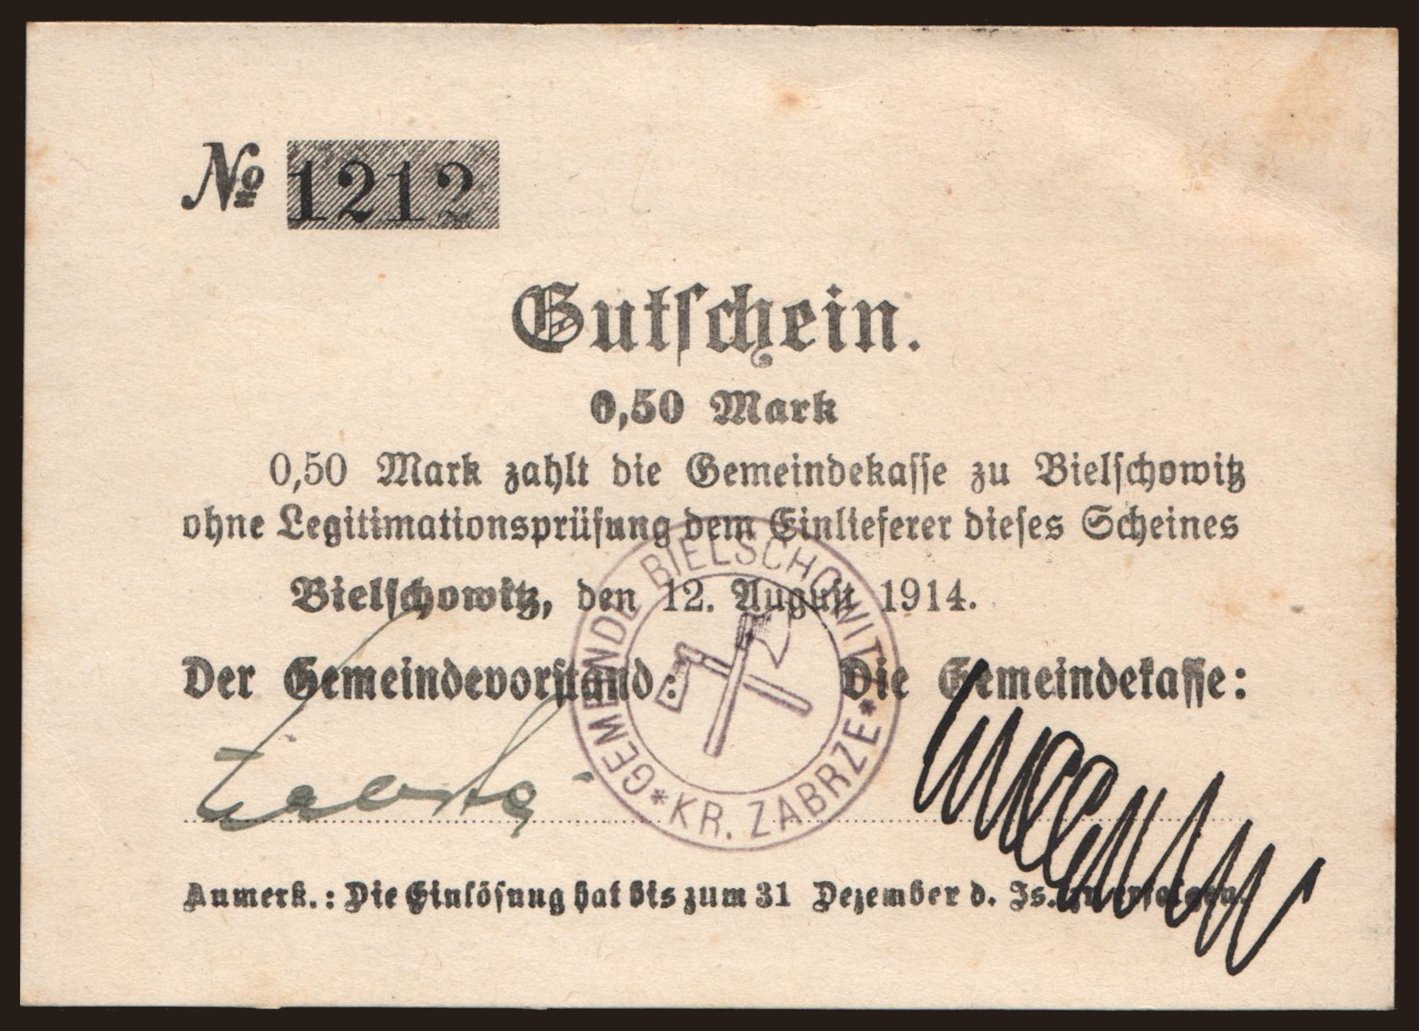 № 1212
Gutschein.
0,50 Mark
0,50 Mark zahlt die Gemeindekasse zu Bielschowitz
ohne Legitimationsprüfung dem Einlieferer dieses Scheines
Bielschowitz, den 12. August 1914.
Der Gemeindevorstand: Die Gemeindekasse:
GEMEINDE BIELSCHOWITZ
* KR. ZABRZE *
Anmerk.: Die Einlösung hat bis zum 31 Dezember d. Js. zu erfolgen.